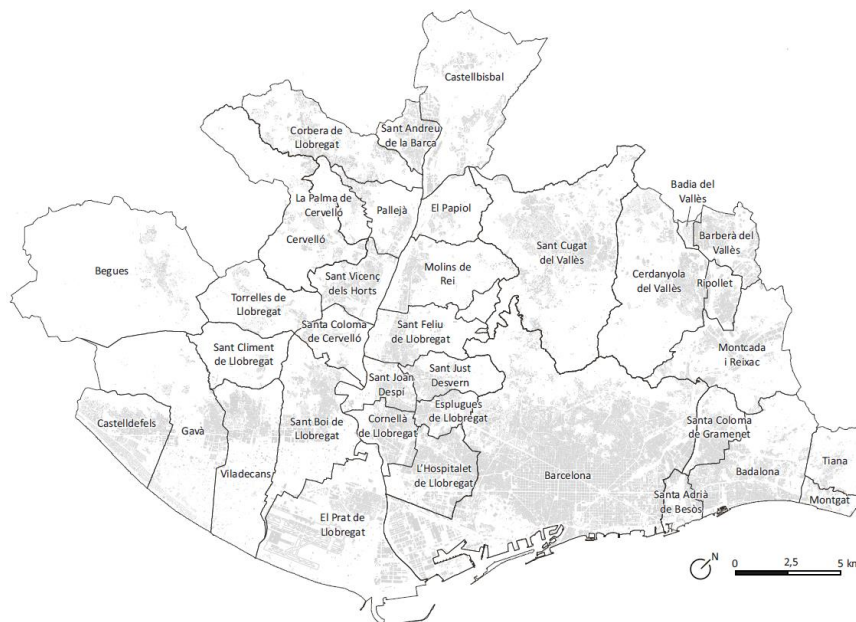 Castellbisbal
Corbera de
Llobregat
Sant Andreu
de la Barca
Badia del
Vallès
La Palma de
Cervelló
Pallejà
El Papiol
Barberà del
Vallès
Cervelló
Sant Cugat
del Vallès
Begues
Sant Vicenç
dels Horts
Molins de
Rei
Cerdanyola
del Vallès
Ripollet
Torrelles de
Llobregat
Santa Coloma
de Cervelló
Sant Feliu
de Llobregat
Montcada
i Reixac
Sant Climent
de Llobregat
Sant Joan
Despí
Sant Just
Desvern
Castelldefels
Gavà
Sant Boi de
Llobregat
Cornellà
de Llobregat
Esplugues
de Llobregat
Santa Coloma
de Gramenet
Viladecans
L'Hospitalet
de Llobregat
Barcelona
Badalona
Tiana
Santa Adrià
de Besòs
Montgat
El Prat de
Llobregat
N
0 2,5 5 km